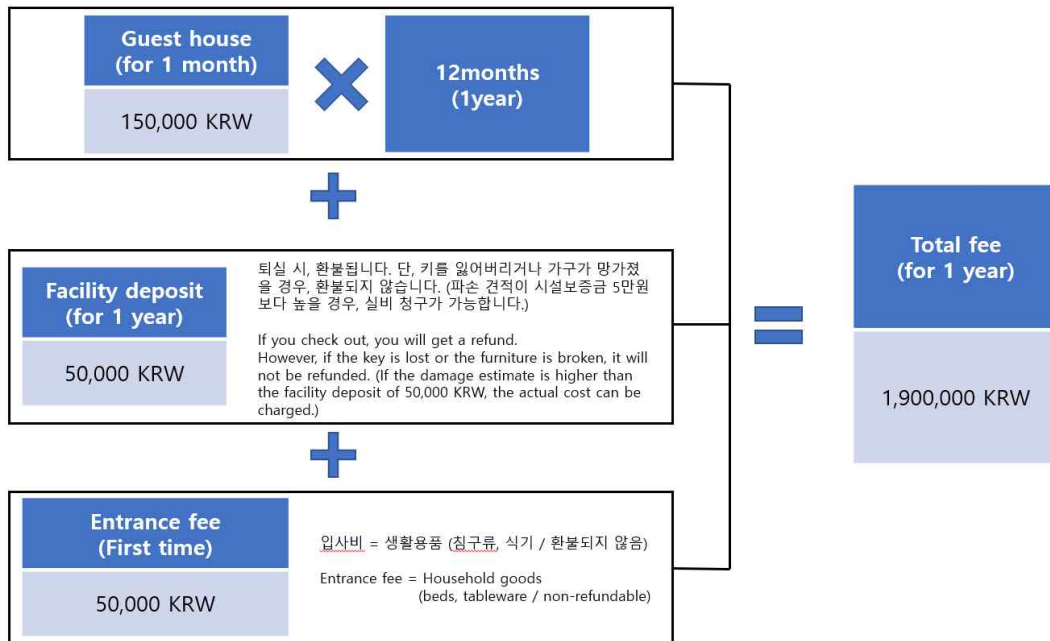 Guest house
(for 1 month)
150,000 KRW
12months
(1year)
Facility deposit
(for 1 year)
50,000 KRW
퇴실 시, 환불됩니다. 단, 키를 잃어버리거나 가구가 망가졌
을 경우, 환불되지 않습니다. (파손 견적이 시설보증금 5만원
보다 높을 경우, 실비 청구가 가능합니다.)
If you check out, you will get a refund.
However, if the key is lost or the furniture is broken, it will
not be refunded. (If the damage estimate is higher than
the facility deposit of 50,000 KRW, the actual cost can be
charged.)
Entrance fee
(First time)
50,000 KRW
입사비 = 생활용품 (침구류, 식기 / 환불되지 않음)
Entrance fee = Household goods
(beds, tableware / non-refundable)
Total fee
(for 1 year)
1,900,000 KRW